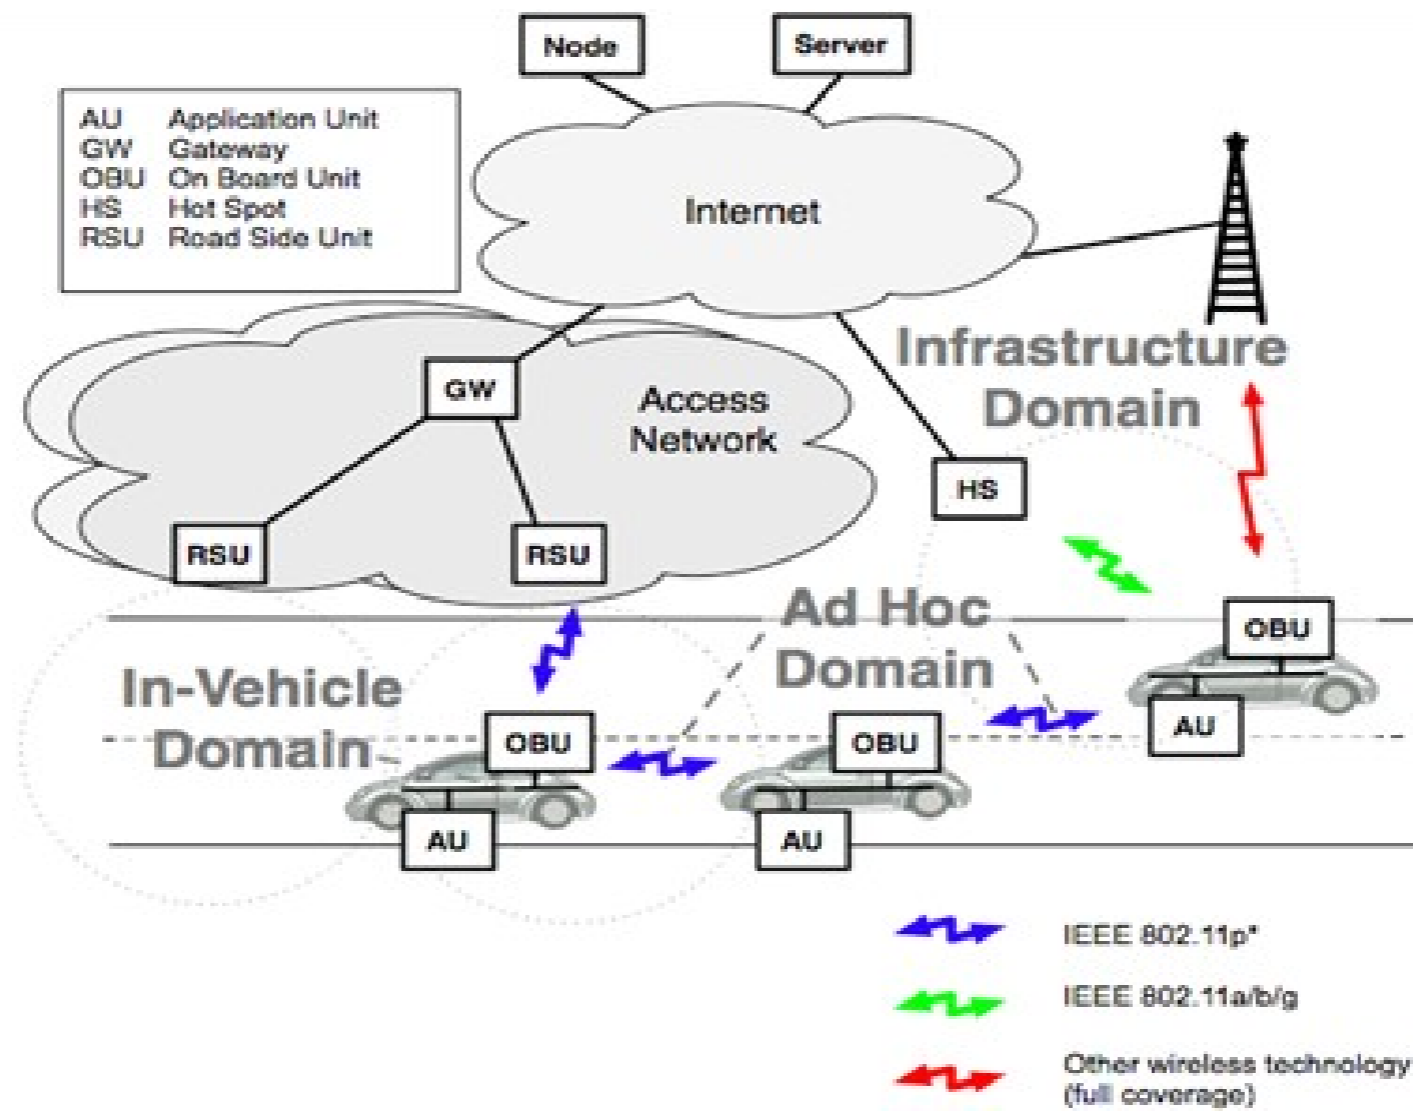 Node
Server
AU Application Unit
GW Gateway
OBU On Board Unit
HS Hot Spot
RSU Road Side Unit
Internet
Infrastructure
Domain
GW
Access
Network
HS
RSU
RSU
Ad Hoc
Domain
OBU
In-Vehicle
Domain
AU
OBU
OBU
AU
AU
IEEE 802.11p*
IEEE 802.11a/b/g
Other wireless technology
(full coverage)